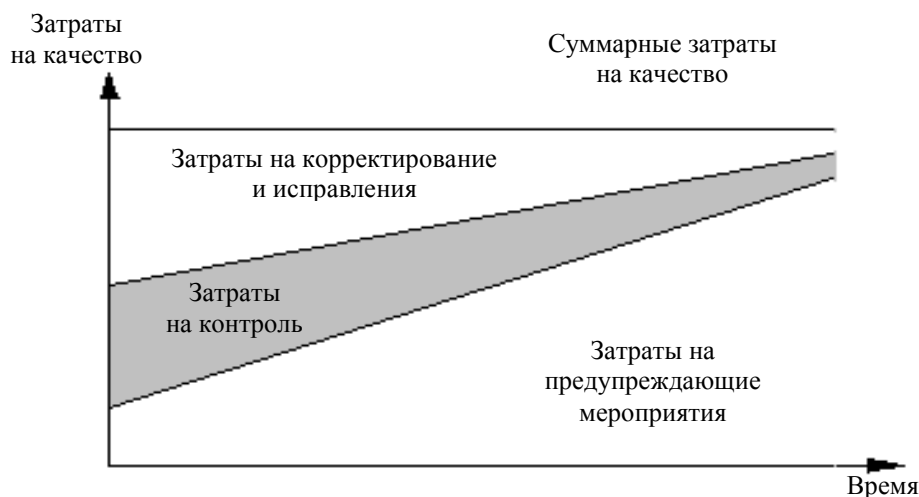 Затраты
на качество
Суммарные затраты
на качество
Затраты на корректирование
и исправления
Затраты
на контроль
Затраты на
предупреждающие
мероприятия
Время